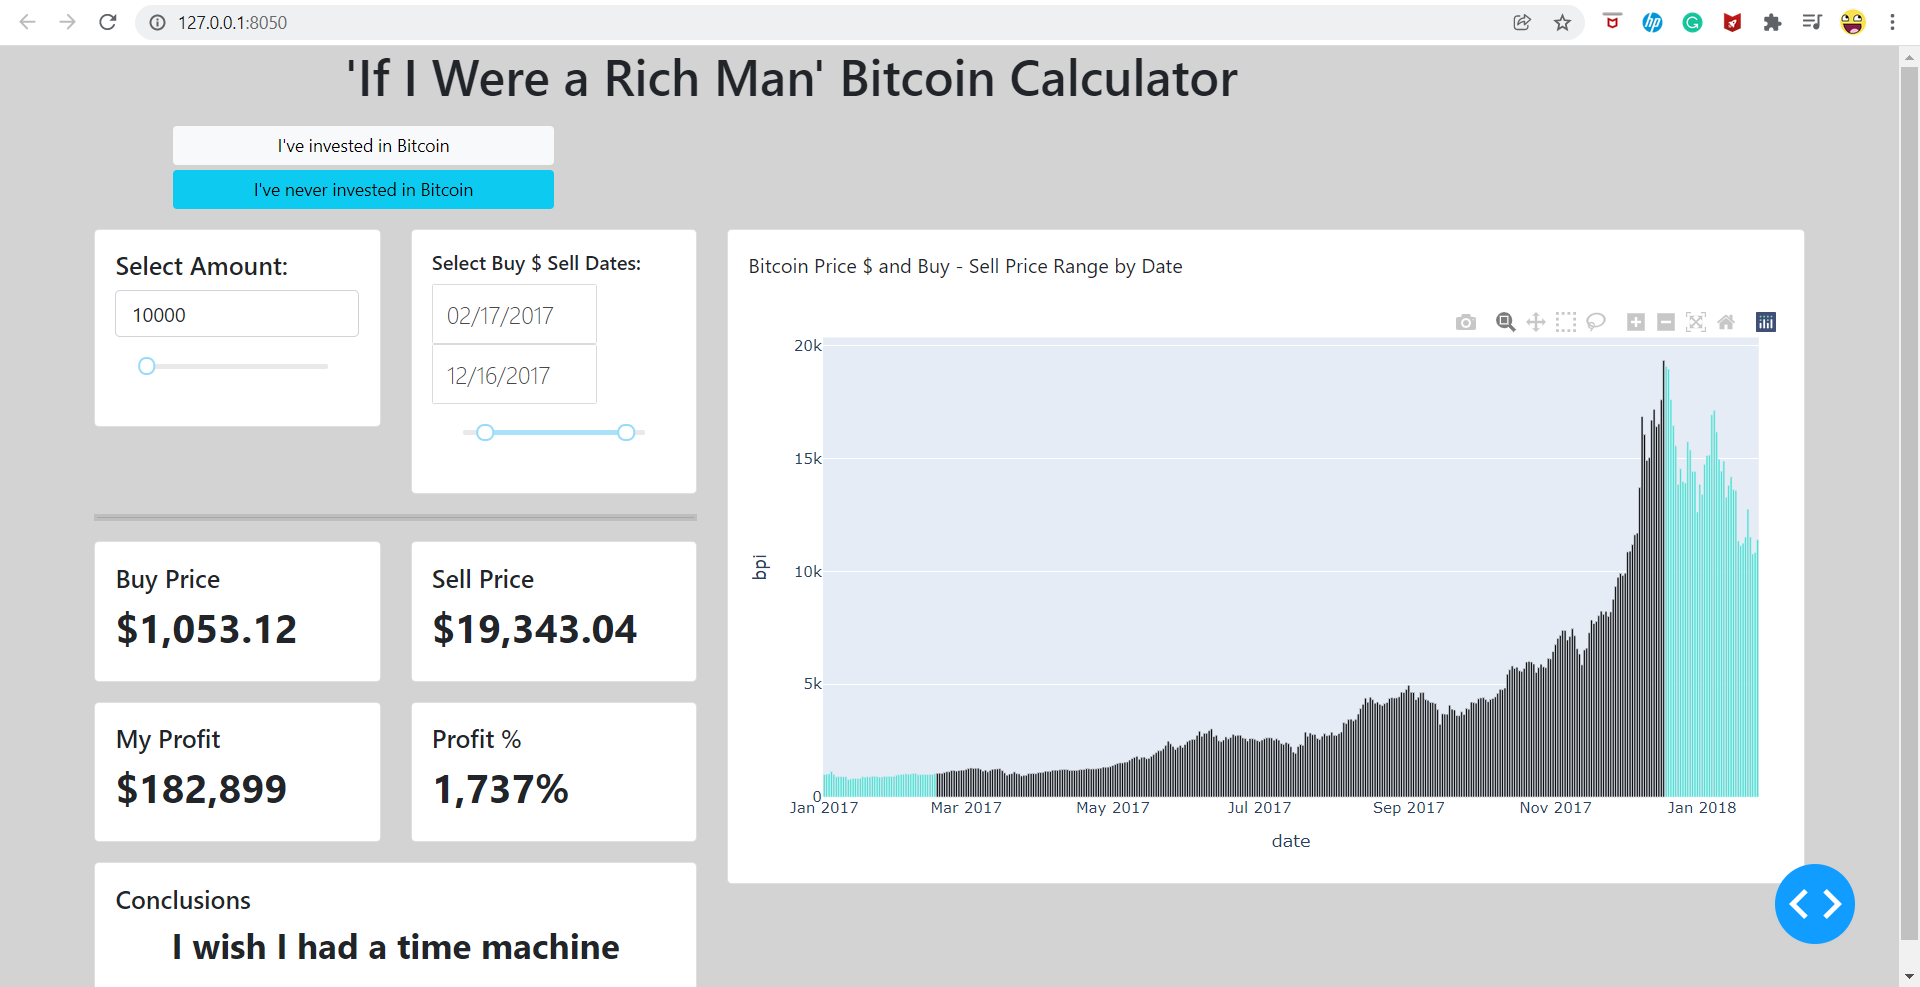 127.0.0.1:8050
'If I Were a Rich Man' Bitcoin Calculator
I've invested in Bitcoin
I've never invested in Bitcoin
Select Amount:
10000
Select Buy $ Sell Dates:
02/17/2017
12/16/2017
Buy Price
$1,053.12
Sell Price
$19,343.04
My Profit
$182,899
Profit %
1,737%
Conclusions
I wish I had a time machine
Bitcoin Price $ and Buy - Sell Price Range by Date
20k
15k
10k
5k
0
bpi
Jan 2017 Mar 2017 May 2017 Jul 2017 Sep 2017 Nov 2017 Jan 2018
date